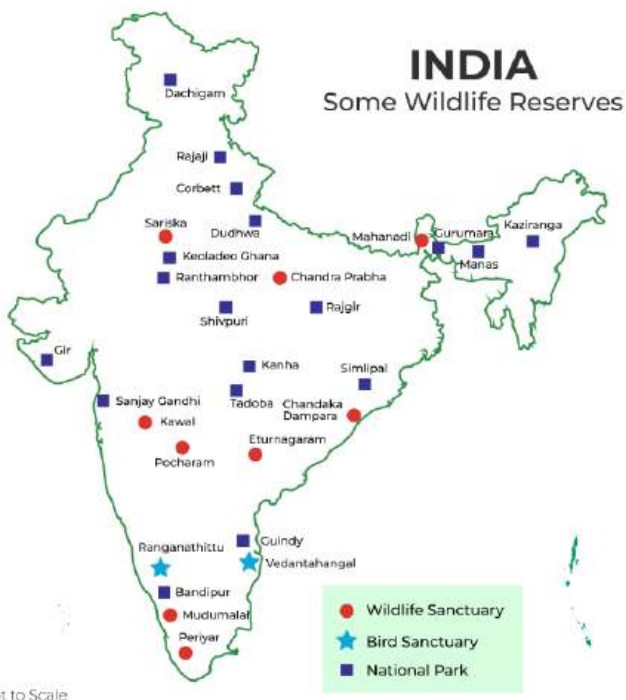 INDIA
Some Wildlife Reserves
Dachigam
Rajaji
Corbett
Dudhwa
Sariska
Keoladeo Ghana
Ranthambhor
Chandra Prabha
Mahanadi
Gurumara
Kaziranga
Manas
Shivpuri
Rajgir
Gir
Kanha
Simlipal
Sanjay Gandhi
Tadoba
Chandaka
Dampara
Kawal
Eturnagaram
Pocharam
Ranganathittu
Guindy
Vedantahangal
Bandipur
Mudumalai
Periyar
Wildlife Sanctuary
Bird Sanctuary
National Park
to Scale